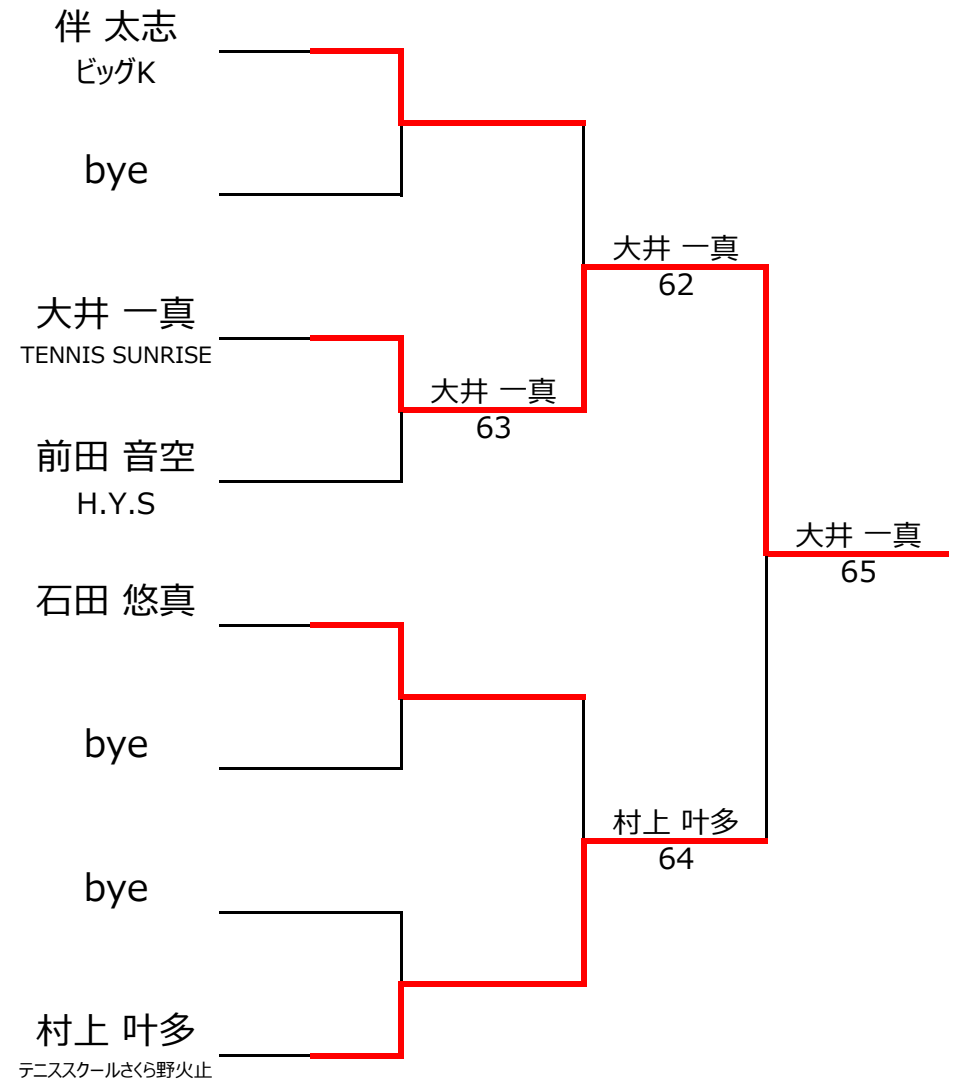 伴 太志
ビッグK
bye
大井 一真
62
大井 一真
TENNIS SUNRISE
大井 一真
63
前田 音空
H.Y.S
大井 一真
65
石田 悠真
bye
村上 叶多
64
bye
村上 叶多
テニススクールさくら野火止